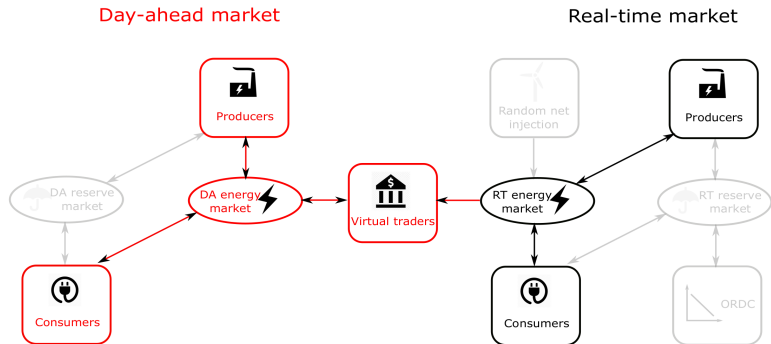 Day-ahead market
Real-time market
Producers
Random net
injection
Producers
DA reserve
market
DA energy
market
$
Virtual traders
RT energy
market
RT reserve
market
Consumers
Consumers
ORDC